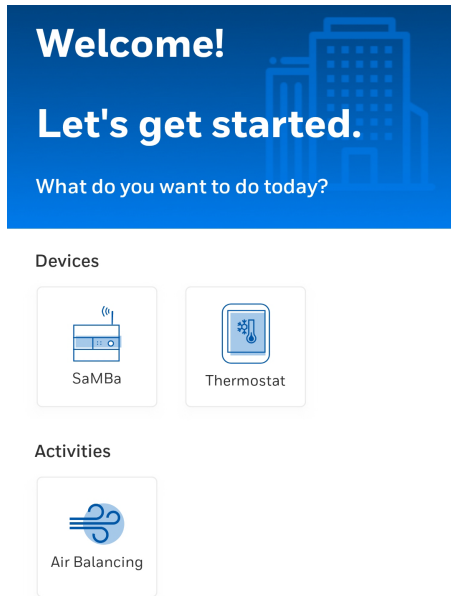 Welcome!
Let's get started.
What do you want to do today?
Devices
SaMBa
Thermostat
Activities
Air Balancing